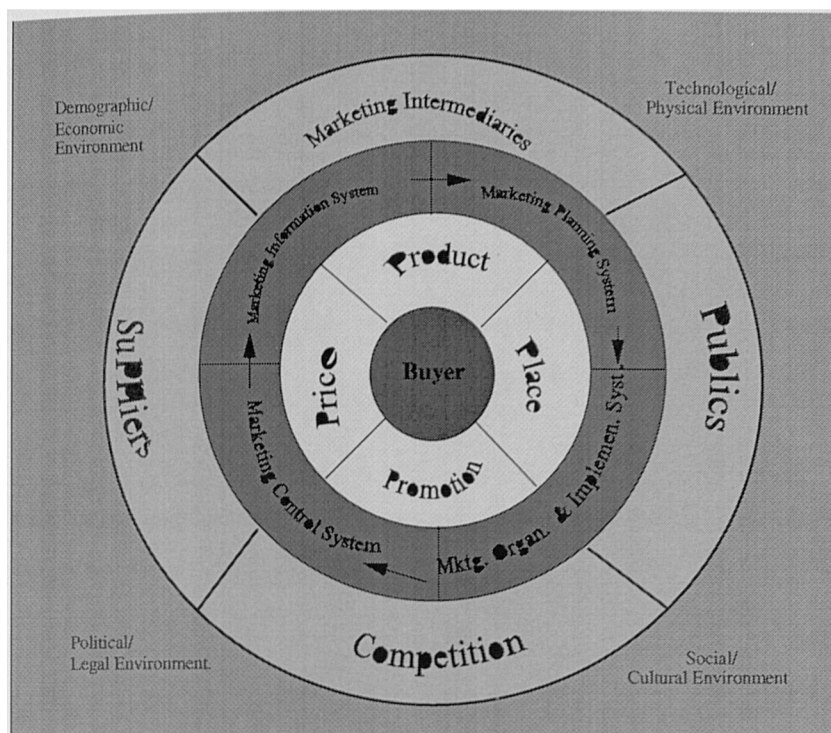 Demographic/
Economic
Environment
Technological/
Physical Environment
Marketing Intermediaries
Marketing Information System
Marketing Planning System
Product
Suppliers
Price
Buyer
Place
Publics
Promotion
Marketing Control System
Mktg. Organ. & Implemen. Syst.
Competition
Political/
Legal Environment.
Social/
Cultural Environment